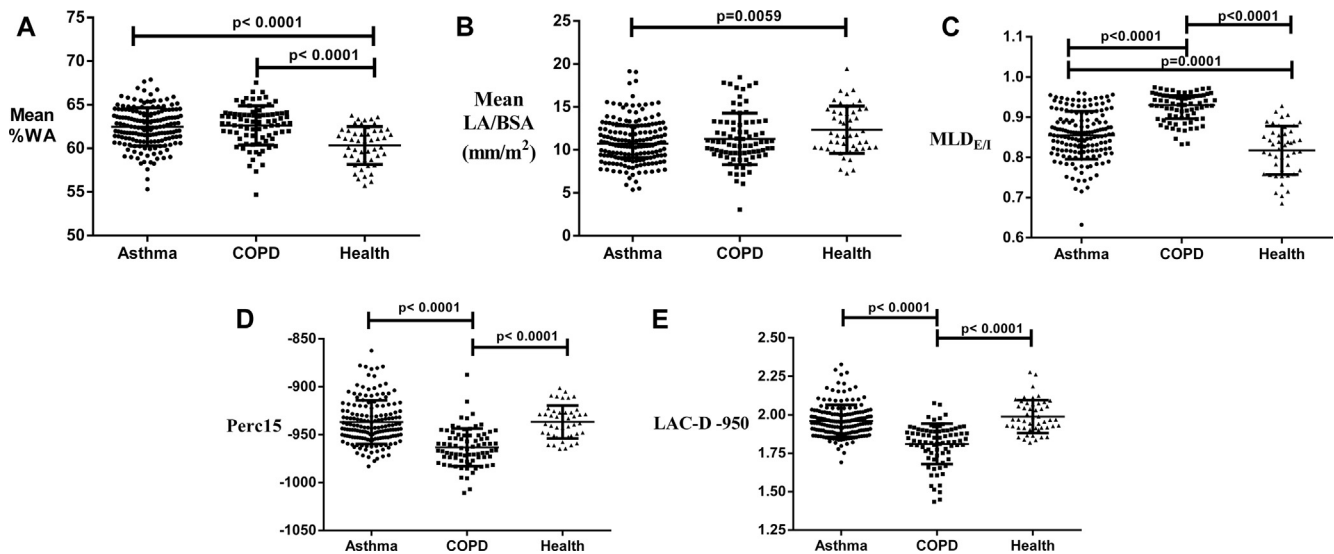 A
Mean
%WA
75
70
65
60
55
50
p< 0.0001
p< 0.0001
Asthma
COPD
Health
B
Mean
LA/BSA
(mm/m²)
25
20
15
10
5
0
p=0.0059
Asthma
COPD
Health
C
MLD_E/I
1.1
1.0
0.9
0.8
0.7
0.6
p<0.0001
p<0.0001
p=0.0001
Asthma
COPD
Health
D
Perc15
-850
-900
-950
-1000
-1050
p< 0.0001
p< 0.0001
Asthma
COPD
Health
E
LAC-D -950
2.50
2.25
2.00
1.75
1.50
1.25
p< 0.0001
p< 0.0001
Asthma
COPD
Health